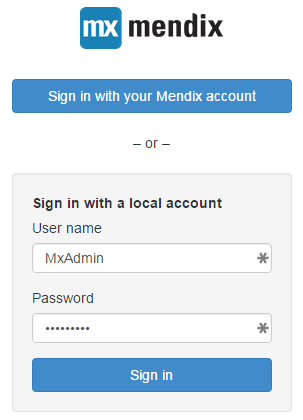 mx mendix
Sign in with your Mendix account
– or –
Sign in with a local account
User name
MxAdmin
Password
•••••••••
Sign in